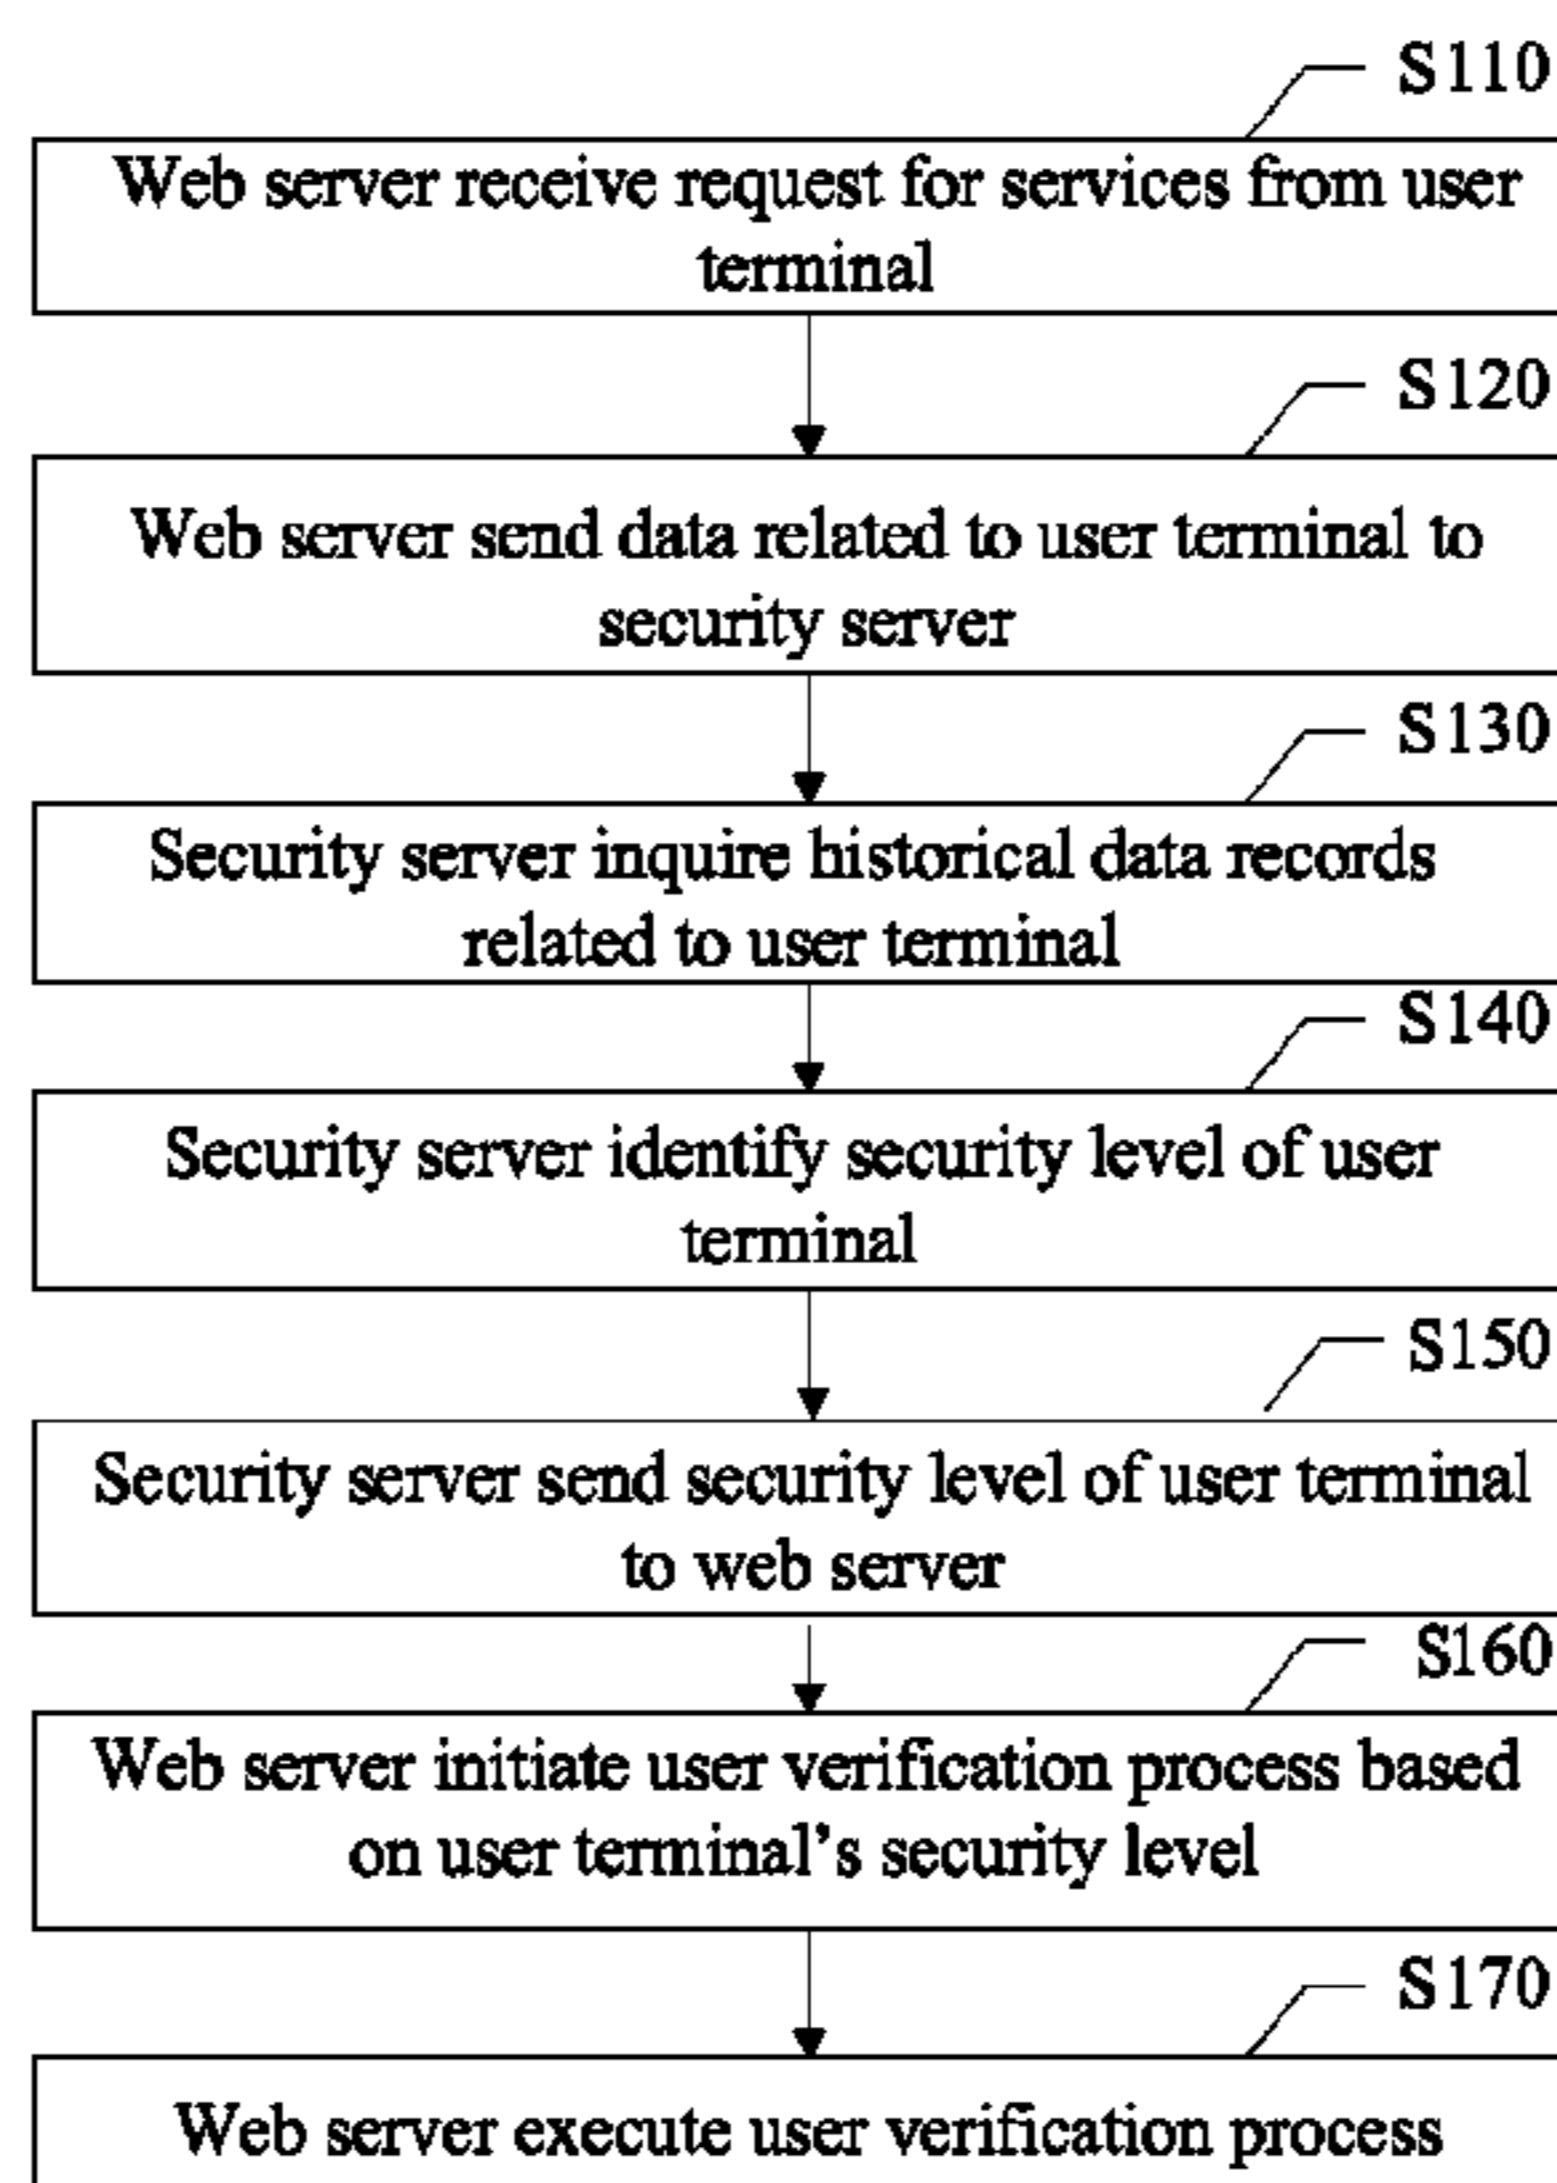 S110
Web server receive request for services from user
terminal
S120
Web server send data related to user terminal to
security server
S130
Security server inquire historical data records
related to user terminal
S140
Security server identify security level of user
terminal
S150
Security server send security level of user terminal
to web server
S160
Web server initiate user verification process based
on user terminal's security level
S170
Web server execute user verification process